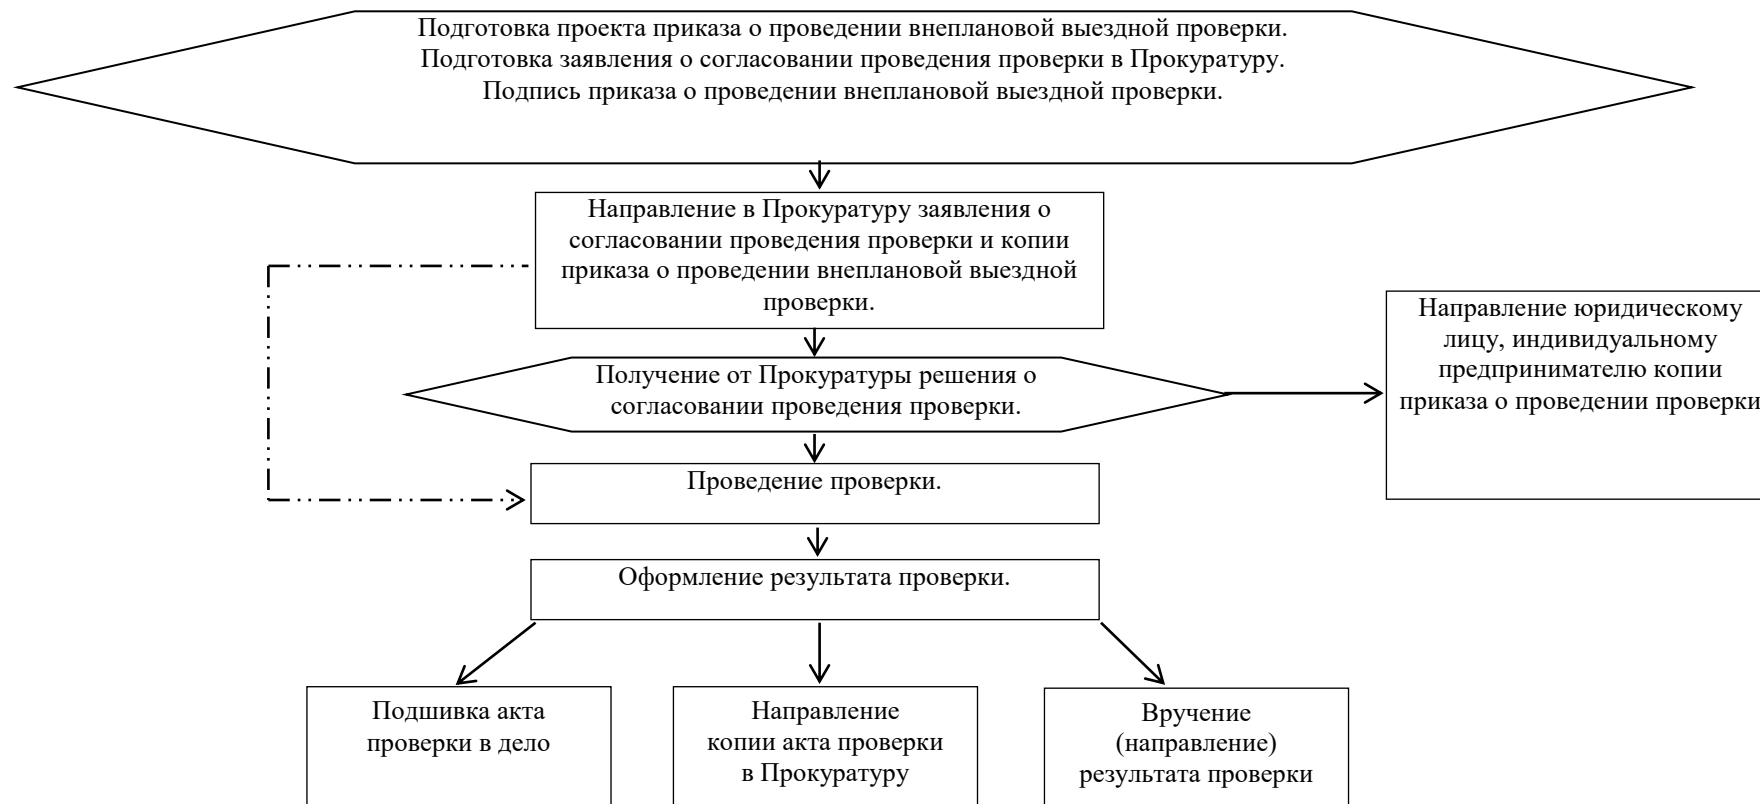 Подготовка проекта приказа о проведении внеплановой выездной проверки.
Подготовка заявления о согласовании проведения проверки в Прокуратуру.
Подпись приказа о проведении внеплановой выездной проверки.
Направление в Прокуратуру заявления о
согласовании проведения проверки и копии
приказа о проведении внеплановой выездной
проверки.
Направление юридическому
лицу, индивидуальному
предпринимателю копии
приказа о проведении проверки
Получение от Прокуратуры решения о
согласовании проведения проверки.
Проведение проверки.
Оформление результата проверки.
Подшивка акта
проверки в дело
Направление
копии акта проверки
в Прокуратуру
Вручение
(направление)
результата проверки